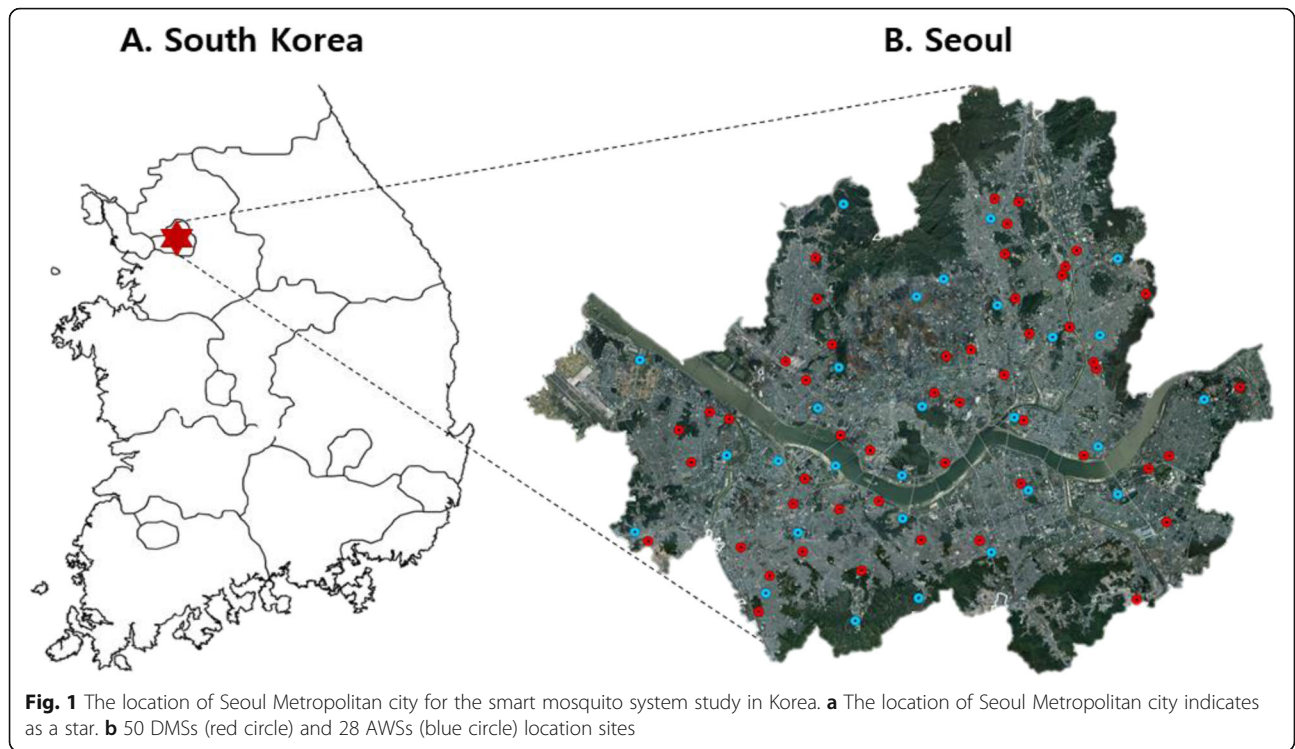 A. South Korea
B. Seoul
Fig. 1 The location of Seoul Metropolitan city for the smart mosquito system study in Korea. a The location of Seoul Metropolitan city indicates
as a star. b 50 DMSs (red circle) and 28 AWSs (blue circle) location sites